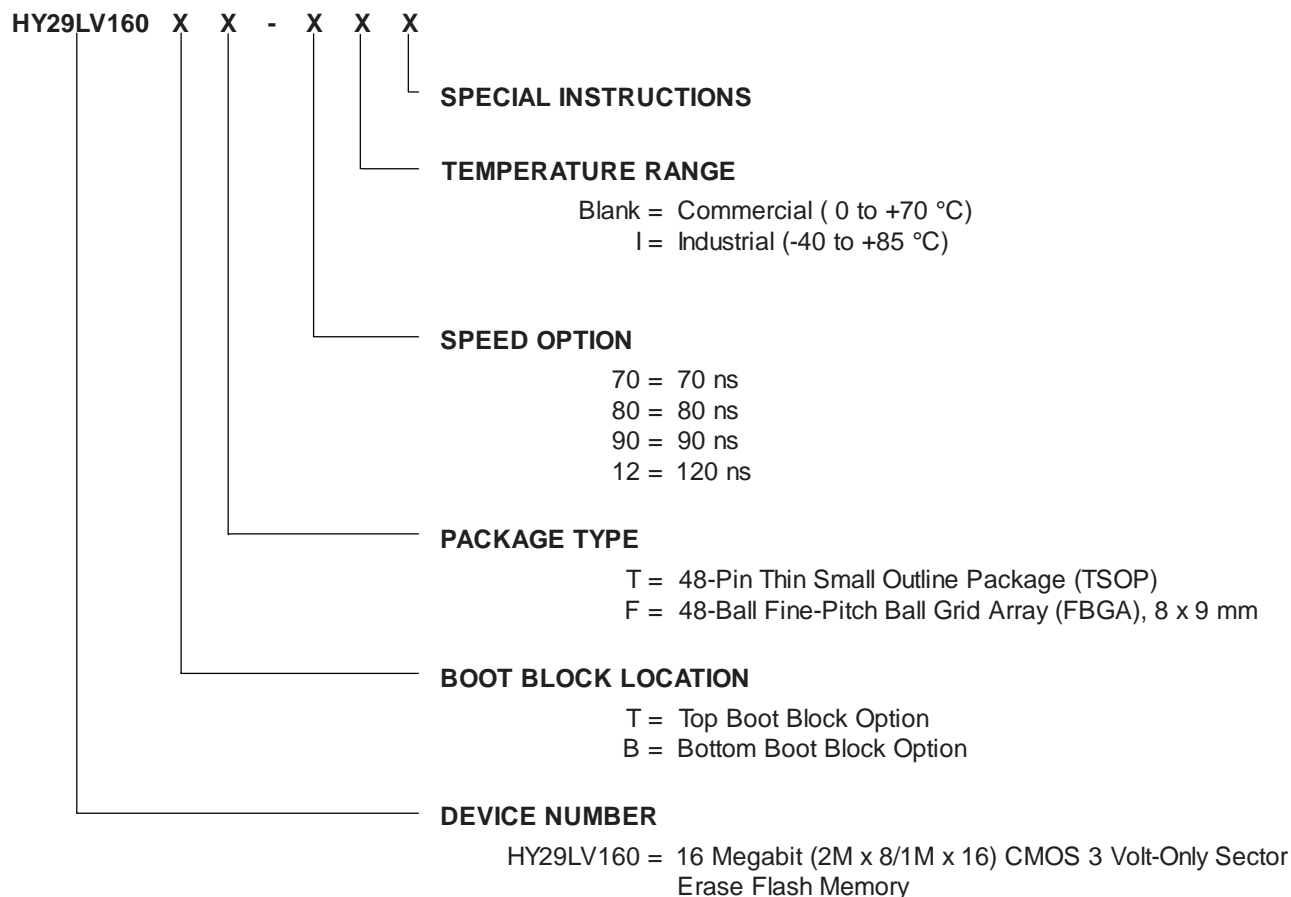 HY29LV160 X X - X X X
SPECIAL INSTRUCTIONS
TEMPERATURE RANGE
Blank = Commercial ( 0 to +70 °C)
I = Industrial (-40 to +85 °C)
SPEED OPTION
70 = 70 ns
80 = 80 ns
90 = 90 ns
12 = 120 ns
PACKAGE TYPE
T = 48-Pin Thin Small Outline Package (TSOP)
F = 48-Ball Fine-Pitch Ball Grid Array (FBGA), 8 x 9 mm
BOOT BLOCK LOCATION
T = Top Boot Block Option
B = Bottom Boot Block Option
DEVICE NUMBER
HY29LV160 = 16 Megabit (2M x 8/1M x 16) CMOS 3 Volt-Only Sector
Erase Flash Memory